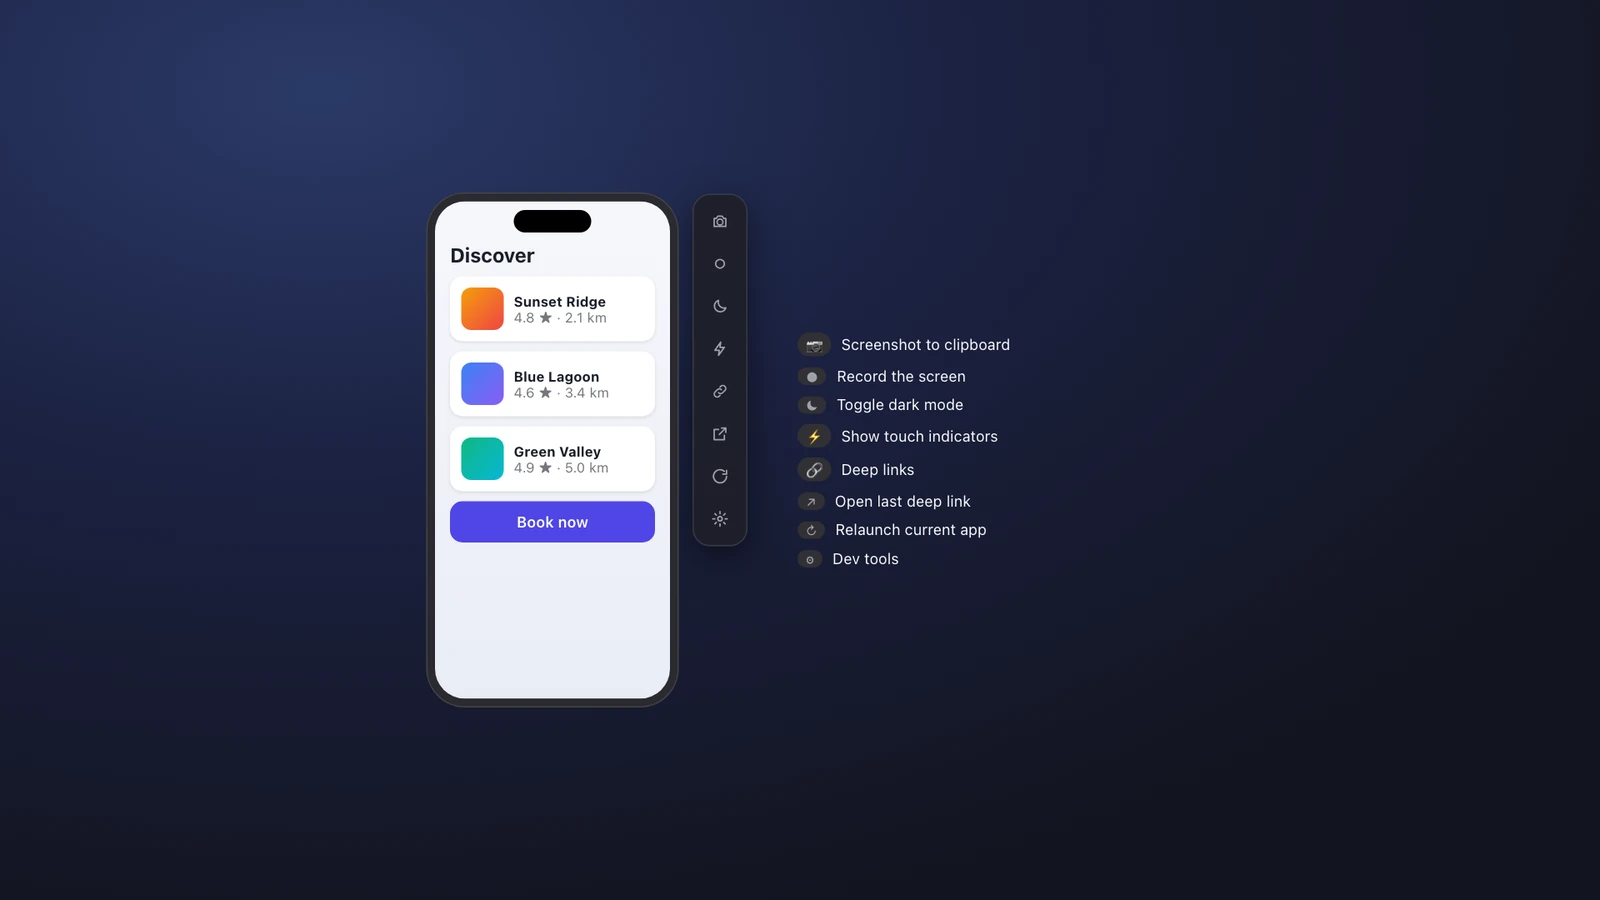 Discover
Sunset Ridge
4.8 ★ · 2.1 km
Blue Lagoon
4.6 ★ · 3.4 km
Green Valley
4.9 ★ · 5.0 km
Book now
Screenshot to clipboard
Record the screen
Toggle dark mode
Show touch indicators
Deep links
Open last deep link
Relaunch current app
Dev tools